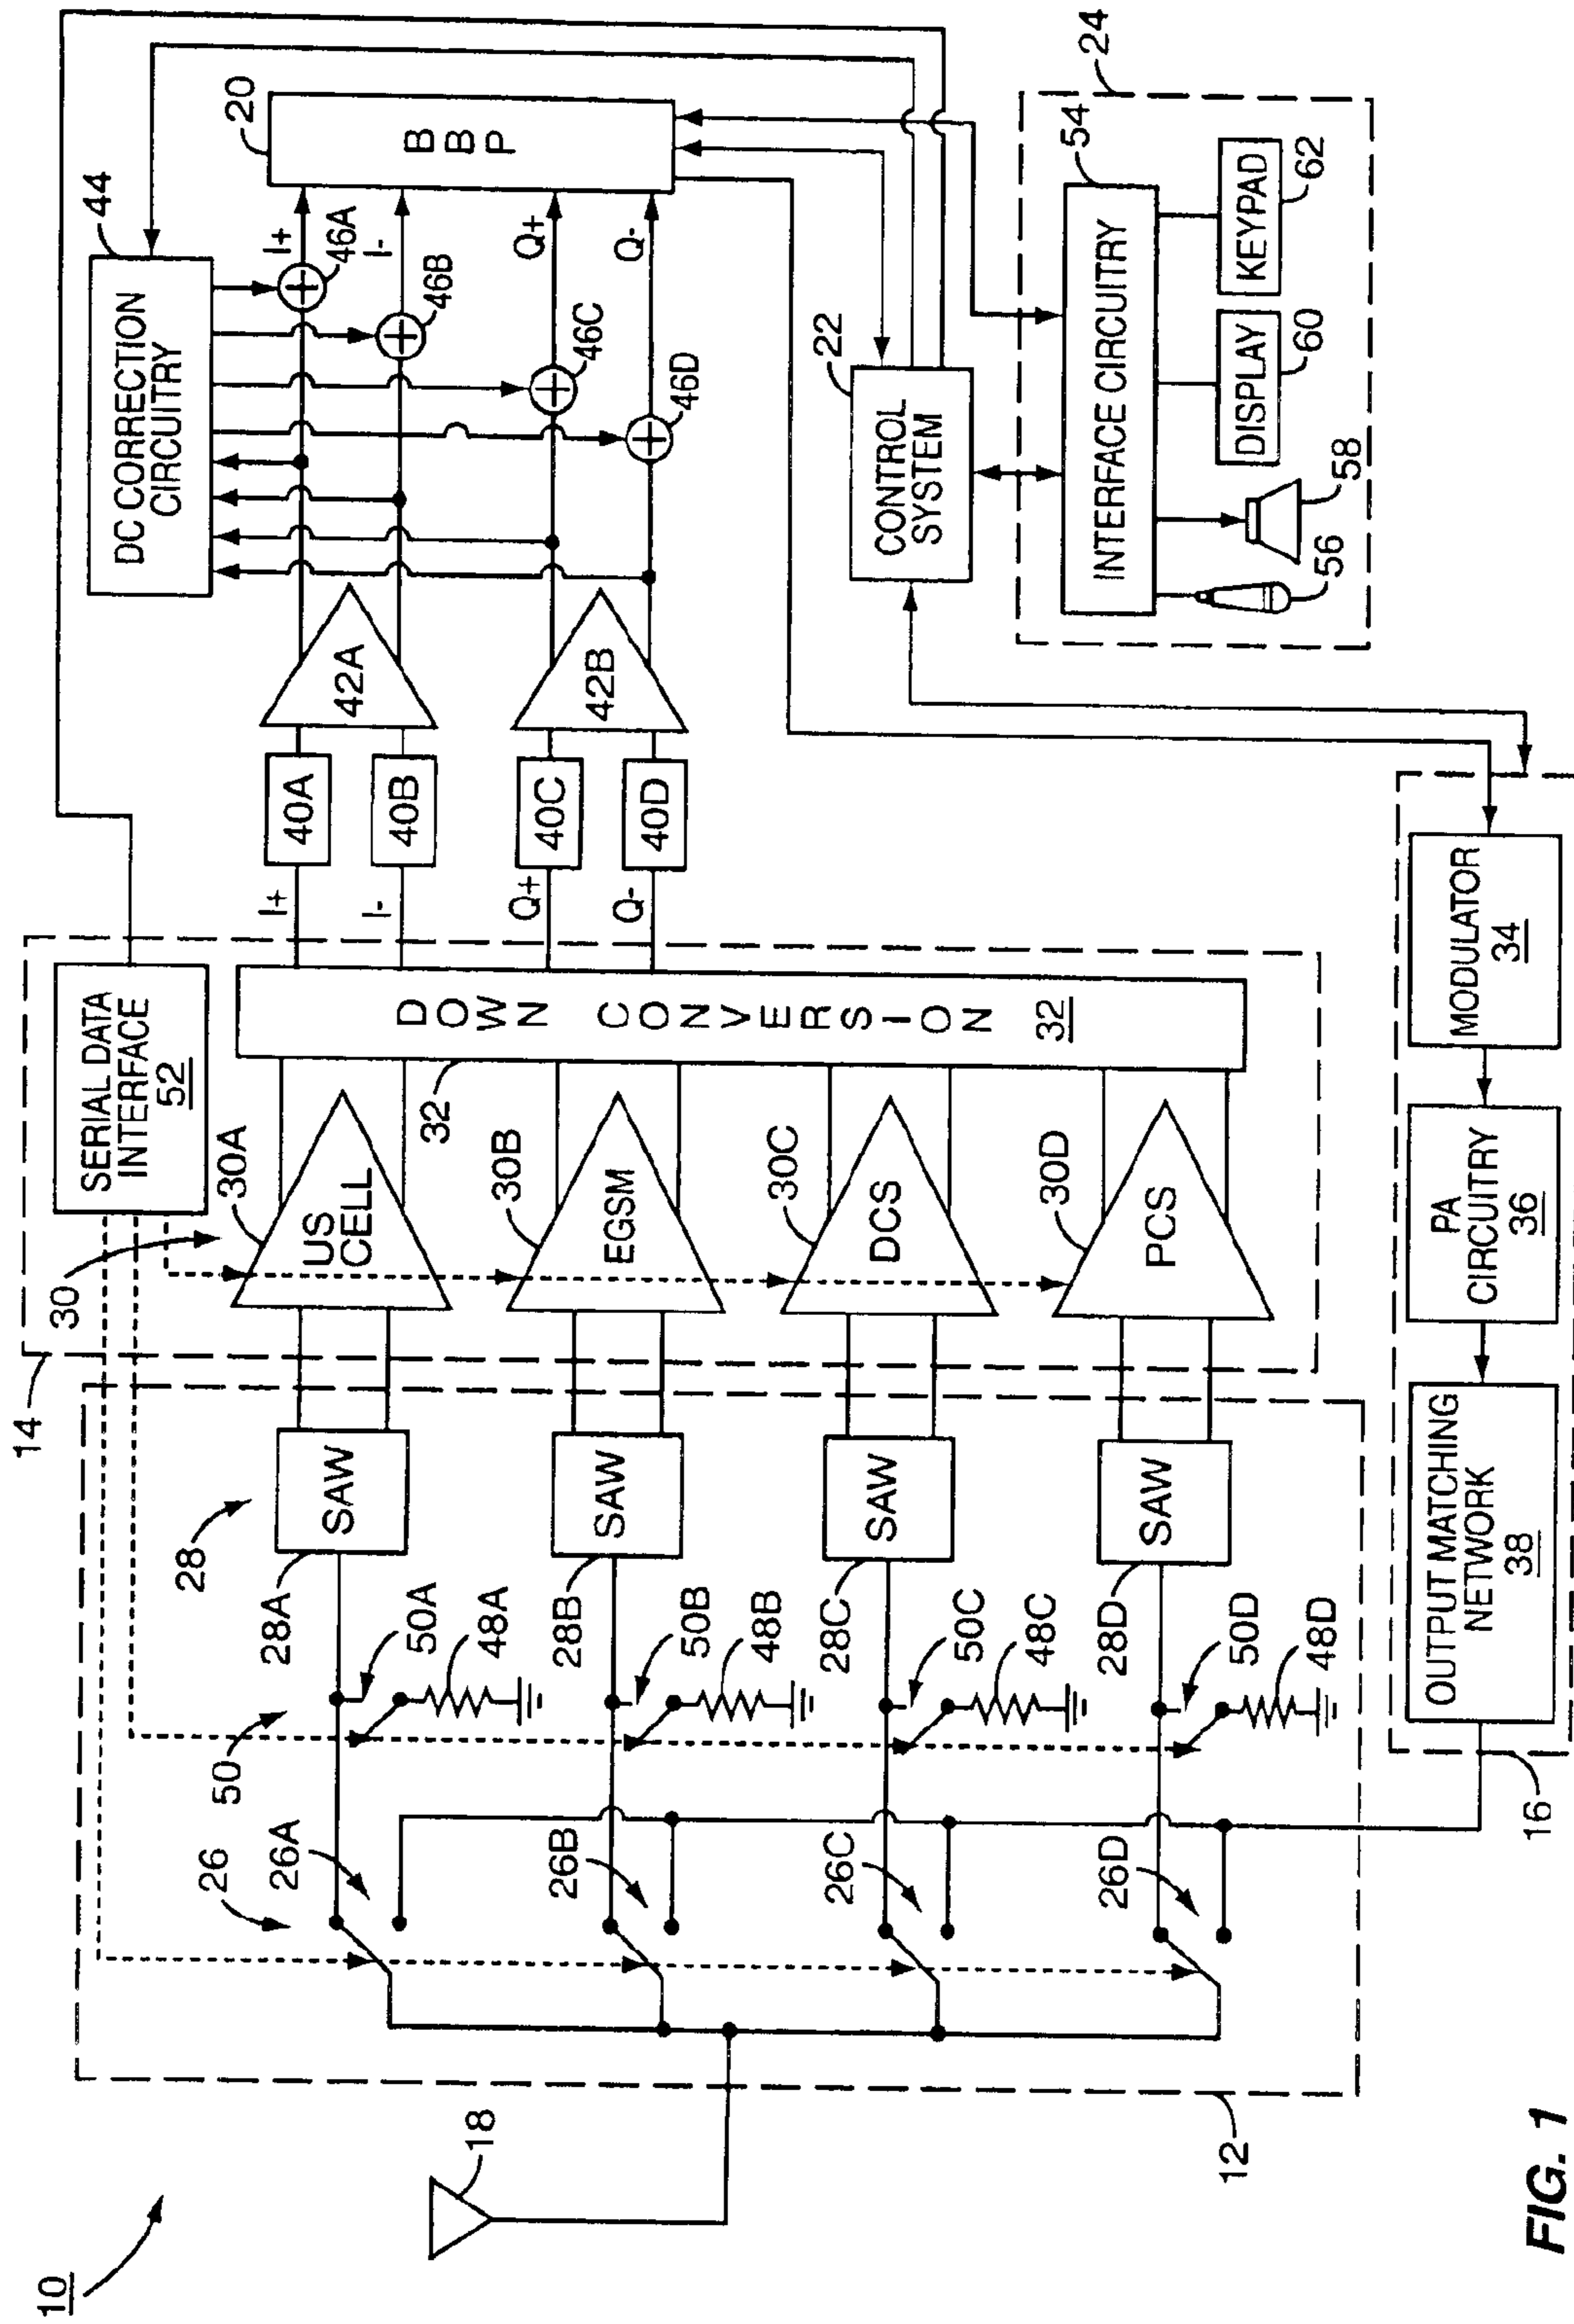 10
18
12
26
26A
26B
26C
26D
50
50A
48A
50B
48B
50C
48C
50D
48D
28
28A
SAW
28B
SAW
28C
SAW
28D
SAW
14
30
SERIAL DATA
INTERFACE
52
30A
US
CELL
30B
EGSM
30C
DCS
30D
PCS
32
DOWN CONVERSION
32
I+
I-
Q+
Q-
40A
40B
40C
40D
42A
42B
DC CORRECTION
CIRCUITRY
44
46A
46B
46C
46D
I+
I-
Q+
Q-
BBP
20
CONTROL
SYSTEM
22
24
INTERFACE CIRCUITRY
54
56
58
DISPLAY
60
KEYPAD
62
16
OUTPUT MATCHING
NETWORK
38
PA
CIRCUITRY
36
MODULATOR
34
FIG. 1